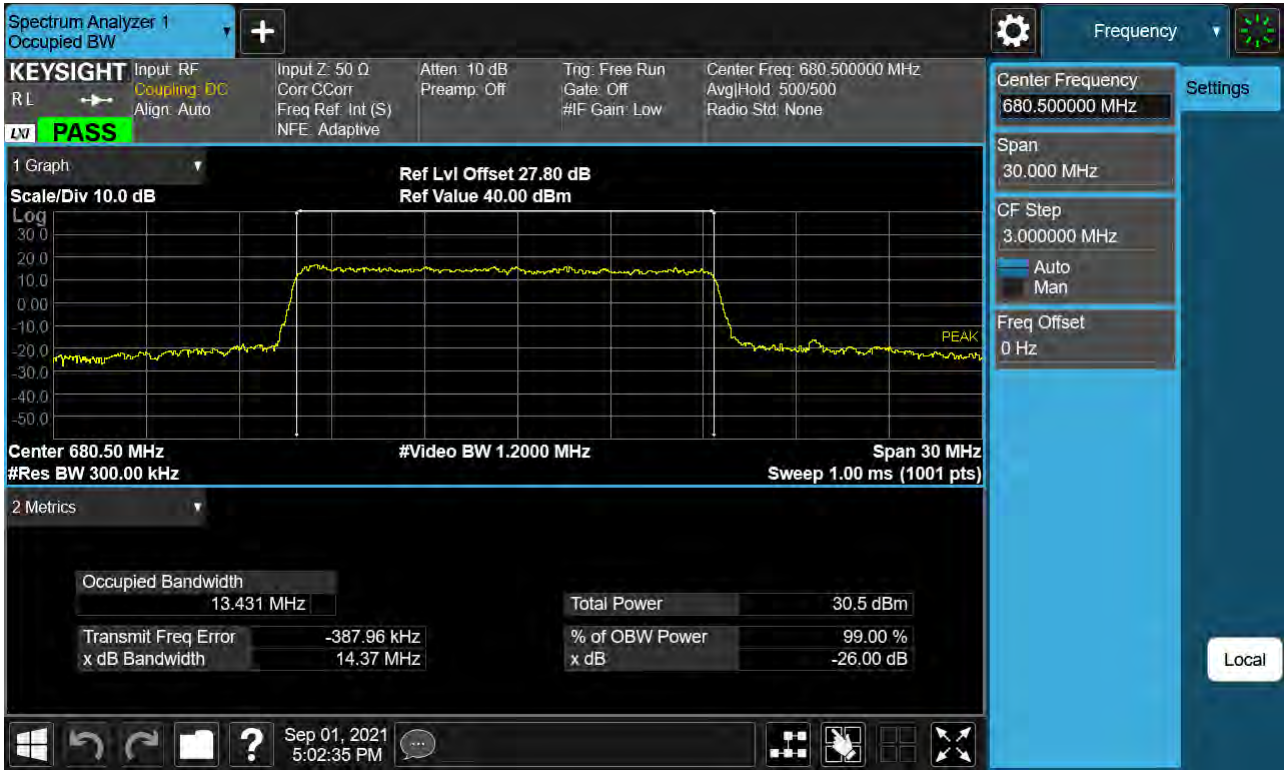 Spectrum Analyzer 1
Occupied BW
+
Frequency
KEYSIGHT
R L
LXI
PASS
Input: RF
Coupling: DC
Align: Auto
Input Z: 50 Ω
Corr CCorr
Freq Ref: Int (S)
NFE: Adaptive
Atten: 10 dB
Preamp: Off
Trig: Free Run
Gate: Off
#IF Gain: Low
Center Freq: 680.500000 MHz
Avg|Hold: 500/500
Radio Std: None
Center Frequency
680.500000 MHz
Settings
Span
30.000 MHz
CF Step
3.000000 MHz
Auto
Man
Freq Offset
0 Hz
Local
1 Graph
Scale/Div 10.0 dB
Ref Lvl Offset 27.80 dB
Ref Value 40.00 dBm
Log
30.0
20.0
10.0
0.00
-10.0
-20.0
-30.0
-40.0
-50.0
PEAK
Center 680.50 MHz
#Video BW 1.2000 MHz
Span 30 MHz
#Res BW 300.00 kHz
Sweep 1.00 ms (1001 pts)
2 Metrics
Occupied Bandwidth
13.431 MHz
Total Power 30.5 dBm
Transmit Freq Error -387.96 kHz
% of OBW Power 99.00 %
x dB Bandwidth 14.37 MHz
x dB -26.00 dB
?
Sep 01, 2021
5:02:35 PM